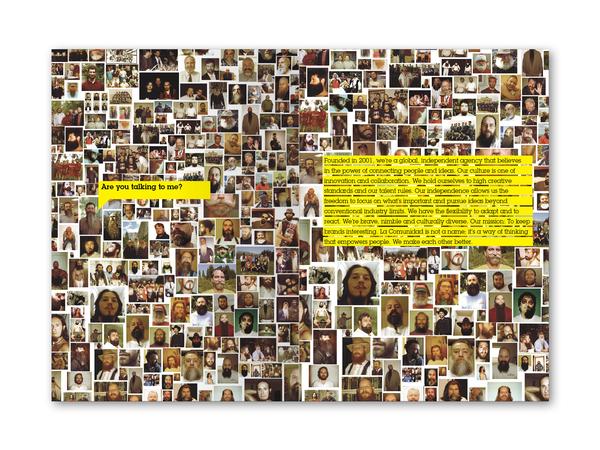 Are you talking to me?
Founded in 2001, we're a global, independent agency that believes
in the power of connecting people and ideas. Our culture is one of
innovation and collaboration. We hold ourselves to high creative
standards and our talent rules. Our independence allows us the
freedom to focus on what's important and pursue ideas beyond
conventional industry limits. We have the flexibility to adapt and to
react. We're brave, nimble and culturally diverse. Our mission: To keep
brands interesting. La Comunidad is not a name; it's a way of thinking
that empowers people. We make each other better.